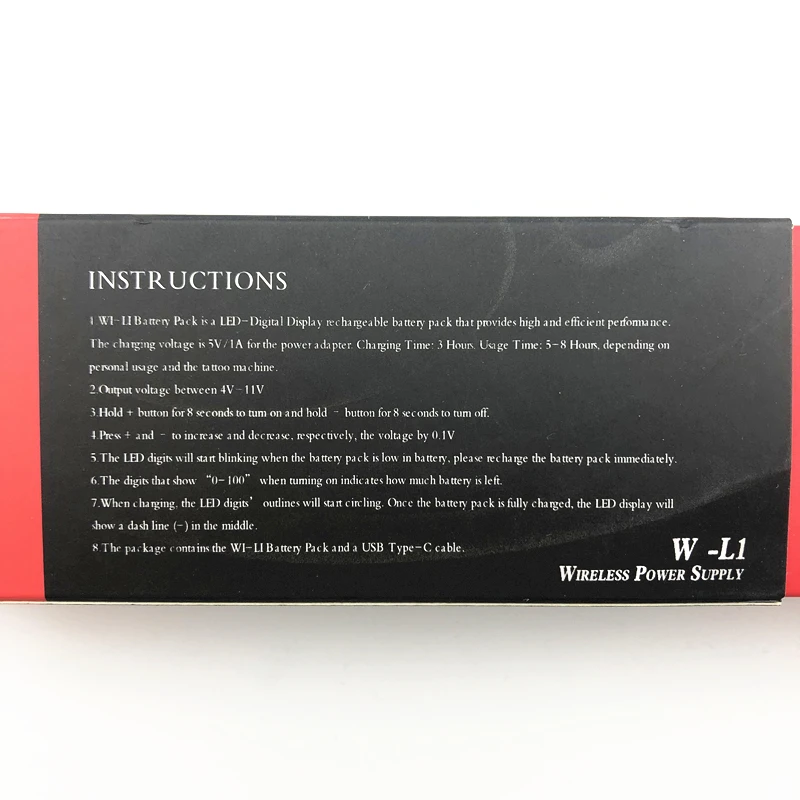 INSTRUCTIONS
1.WI-LI Battery Pack is a LED-Digital Display rechargeable battery pack that provides high and efficient performance.
The charging voltage is 5V/1A for the power adapter. Charging Time: 3 Hours. Usage Time: 5-8 Hours, depending on
personal usage and the tattoo machine.
2.Output voltage between 4V-11V
3.Hold + button for 8 seconds to turn on and hold - button for 8 seconds to turn off.
4.Press + and - to increase and decrease, respectively, the voltage by 0.1V
5.The LED digits will start blinking when the battery pack is low in battery, please recharge the battery pack immediately.
6.The digits that show “0-100” when turning on indicates how much battery is left.
7.When charging, the LED digits’ outlines will start circling. Once the battery pack is fully charged, the LED display will
show a dash line (-) in the middle.
8.The package contains the WI-LI Battery Pack and a USB Type-C cable.
W -L1
WIRELESS POWER SUPPLY